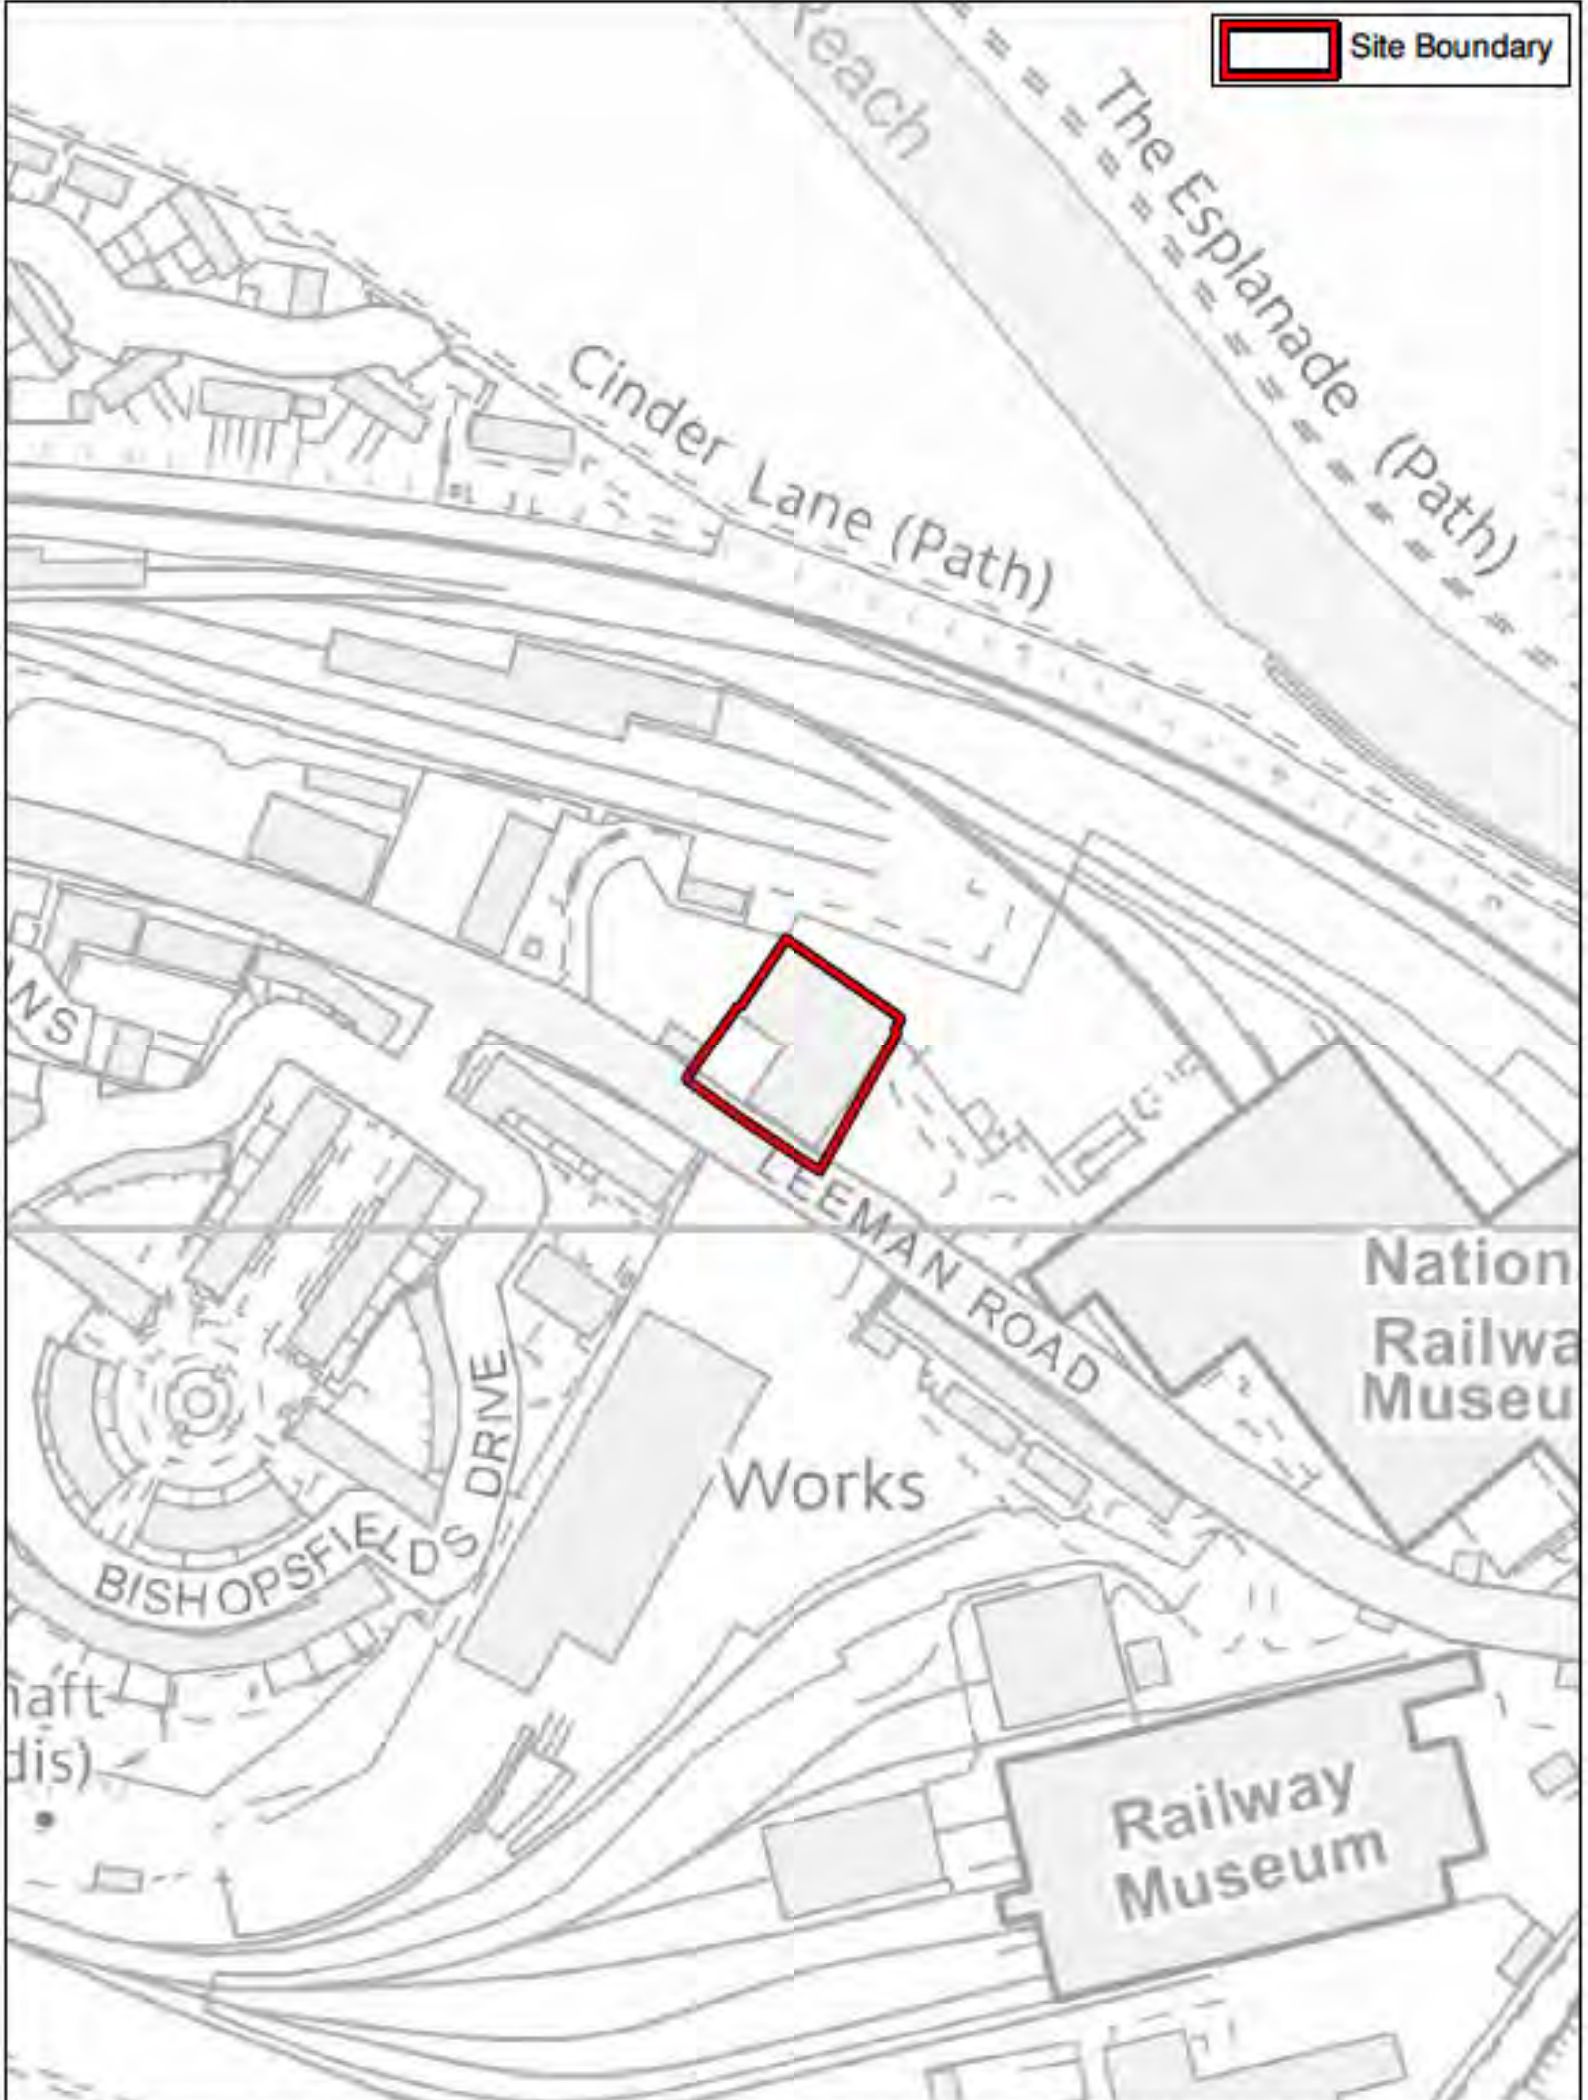 Site Boundary
Reach
The Esplanade (Path)
Cinder Lane (Path)
NS
LEEMAN ROAD
Nation
Railwa
Museu
DRIVE
Works
BISHOPSFIELDS
haft
dis)
Railway
Museum